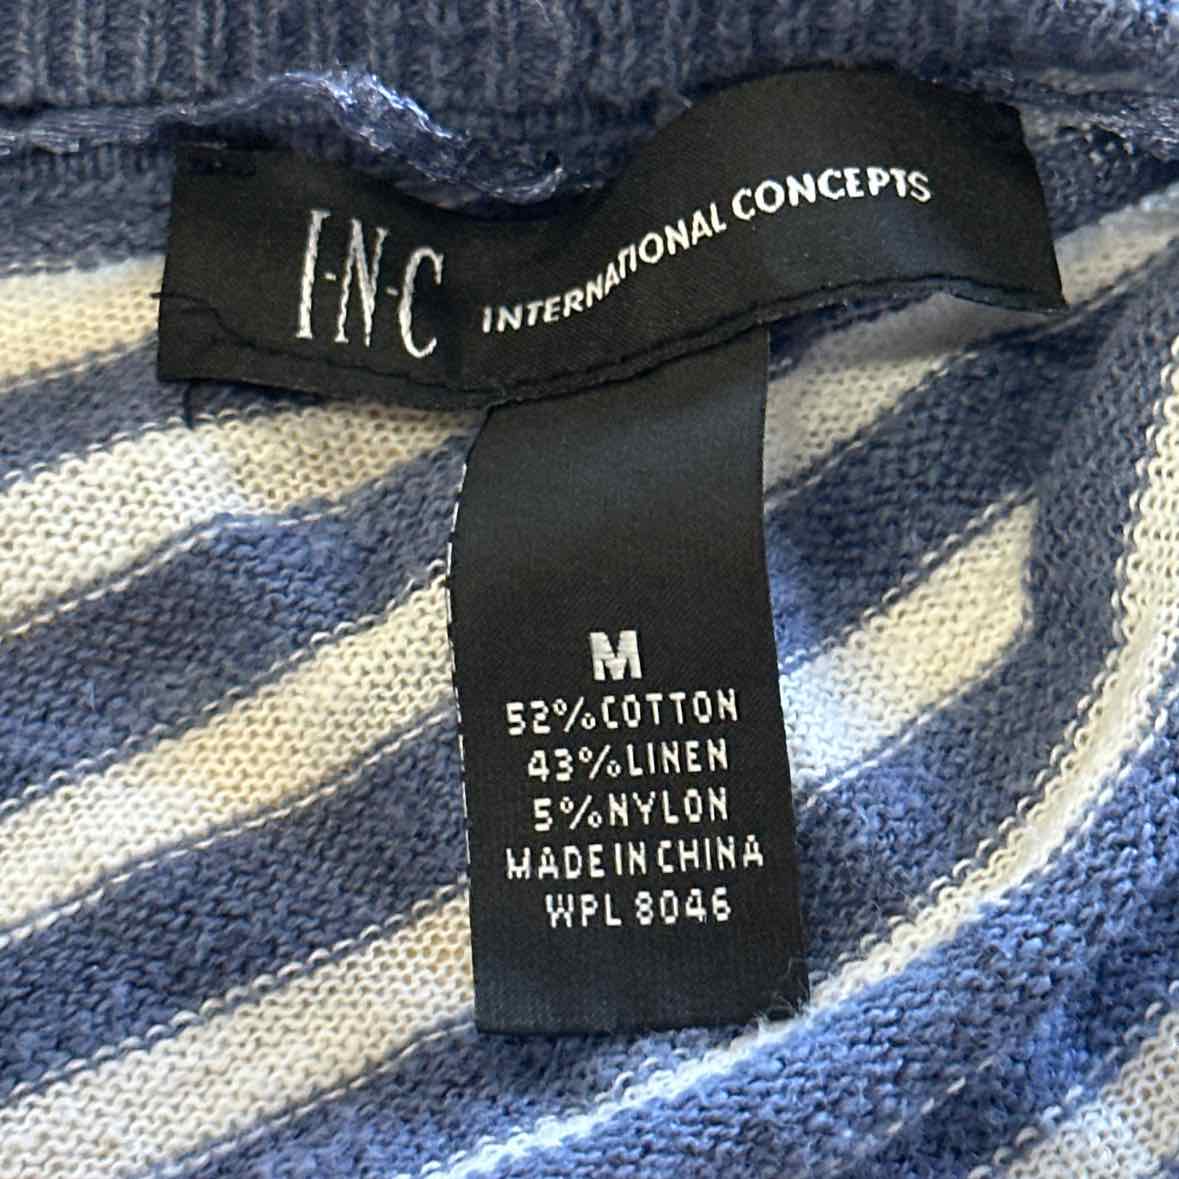 I·N·C INTERNATIONAL CONCEPTS
M
52% COTTON
43% LINEN
5% NYLON
MADE IN CHINA
WPL 8046